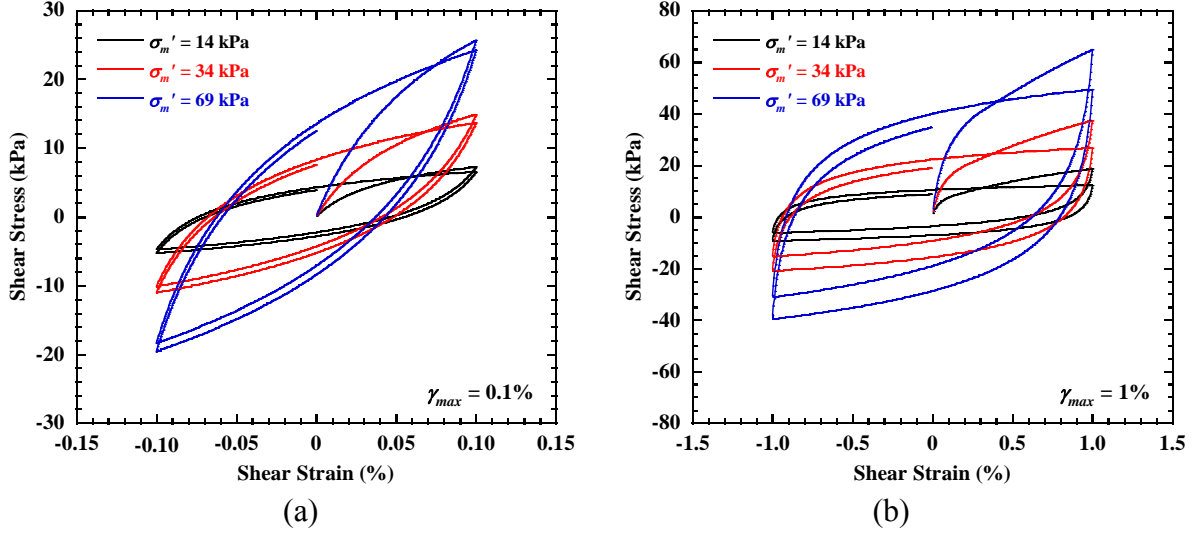 30
20
10
0
-10
-20
-30
Shear Stress (kPa)
σm' = 14 kPa
σm' = 34 kPa
σm' = 69 kPa
γmax = 0.1%
-0.15 -0.10 -0.05 0 0.05 0.10 0.15
Shear Strain (%)
(a)
80
60
40
20
0
-20
-40
-60
-80
Shear Stress (kPa)
σm' = 14 kPa
σm' = 34 kPa
σm' = 69 kPa
γmax = 1%
-1.5 -1.0 -0.5 0 0.5 1.0 1.5
Shear Strain (%)
(b)